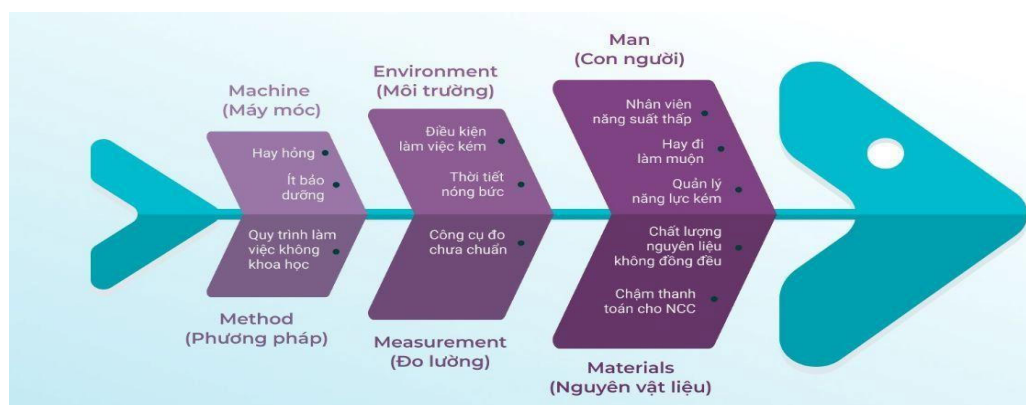 Machine
(Máy móc)
Hay hỏng
Ít bảo
dưỡng
Environment
(Môi trường)
Điều kiện
làm việc kém
Thời tiết
nóng bức
Man
(Con người)
Nhân viên
năng suất thấp
Hay đi
làm muộn
Quản lý
năng lực kém
Quy trình làm
việc không
khoa học
Method
(Phương pháp)
Công cụ đo
chưa chuẩn
Measurement
(Đo lường)
Chất lượng
nguyên liệu
không đồng đều
Chậm thanh
toán cho NCC
Materials
(Nguyên vật liệu)